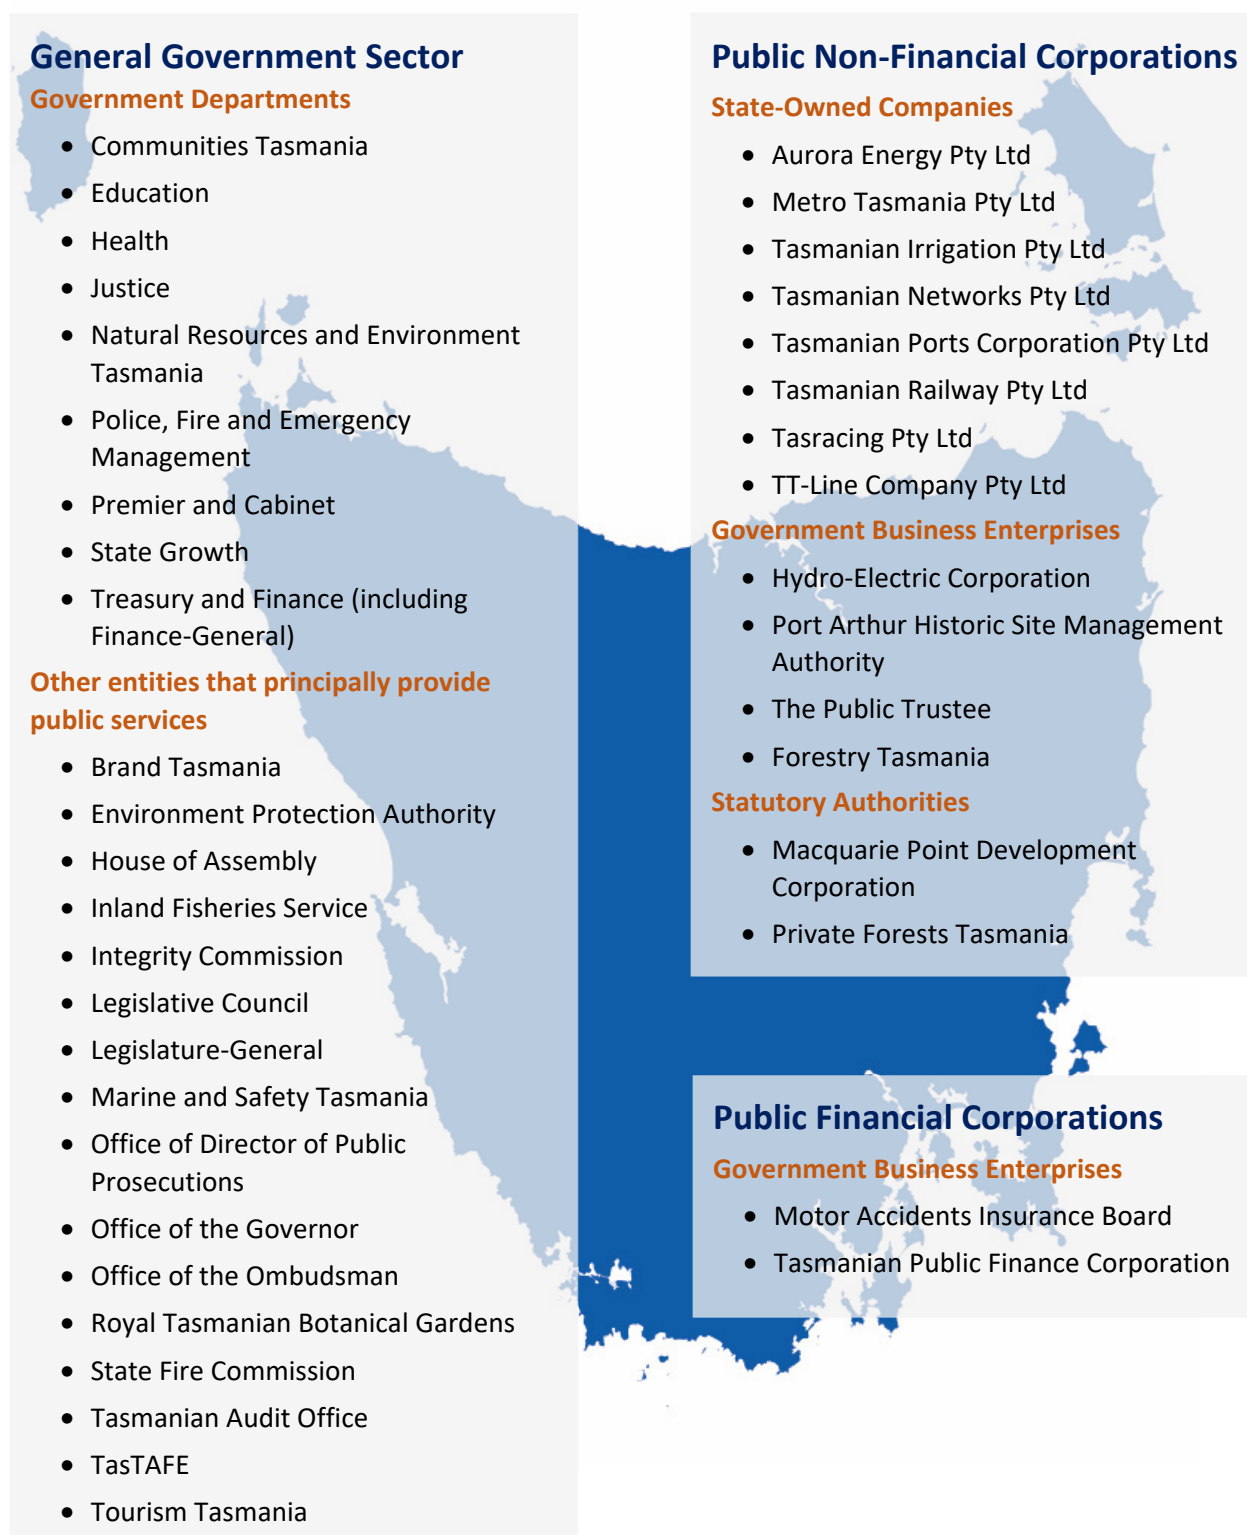 General Government Sector
Government Departments
• Communities Tasmania
• Education
• Health
• Justice
• Natural Resources and Environment
Tasmania
• Police, Fire and Emergency
Management
• Premier and Cabinet
• State Growth
• Treasury and Finance (including
Finance-General)
Other entities that principally provide
public services
• Brand Tasmania
• Environment Protection Authority
• House of Assembly
• Inland Fisheries Service
• Integrity Commission
• Legislative Council
• Legislature-General
• Marine and Safety Tasmania
• Office of Director of Public
Prosecutions
• Office of the Governor
• Office of the Ombudsman
• Royal Tasmanian Botanical Gardens
• State Fire Commission
• Tasmanian Audit Office
• TasTAFE
• Tourism Tasmania
Public Non-Financial Corporations
State-Owned Companies
• Aurora Energy Pty Ltd
• Metro Tasmania Pty Ltd
• Tasmanian Irrigation Pty Ltd
• Tasmanian Networks Pty Ltd
• Tasmanian Ports Corporation Pty Ltd
• Tasmanian Railway Pty Ltd
• Tasracing Pty Ltd
• TT-Line Company Pty Ltd
Government Business Enterprises
• Hydro-Electric Corporation
• Port Arthur Historic Site Management
Authority
• The Public Trustee
• Forestry Tasmania
Statutory Authorities
• Macquarie Point Development
Corporation
• Private Forests Tasmania
Public Financial Corporations
Government Business Enterprises
• Motor Accidents Insurance Board
• Tasmanian Public Finance Corporation